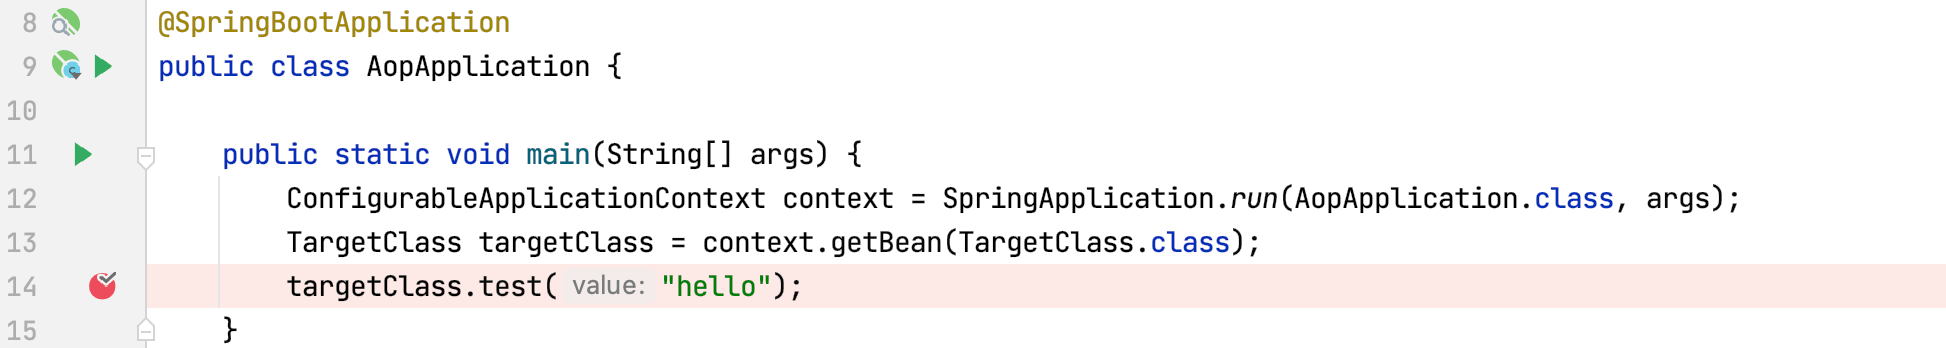 8 @SpringBootApplication
9 public class AopApplication {
10
11 public static void main(String[] args) {
12 ConfigurableApplicationContext context = SpringApplication.run(AopApplication.class, args);
13 TargetClass targetClass = context.getBean(TargetClass.class);
14 targetClass.test( value: "hello");
15 }